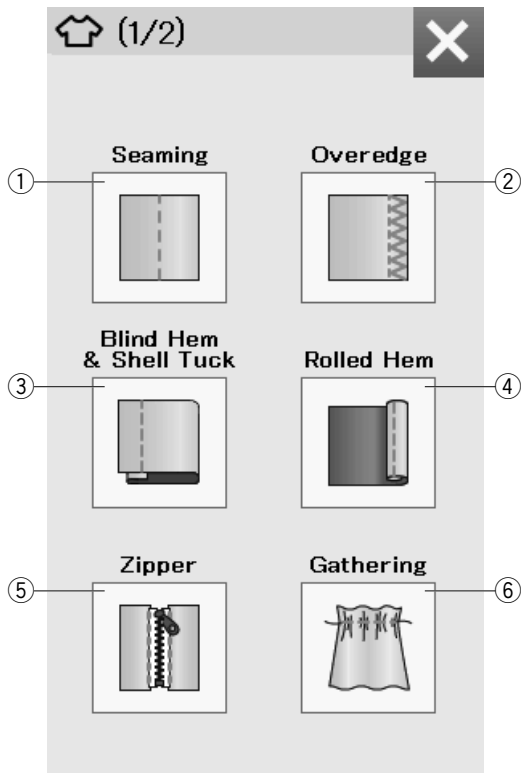 (1/2)
Seaming
Overedge
① ②
Blind Hem
& Shell Tuck
Rolled Hem
③ ④
Zipper
Gathering
⑤ ⑥